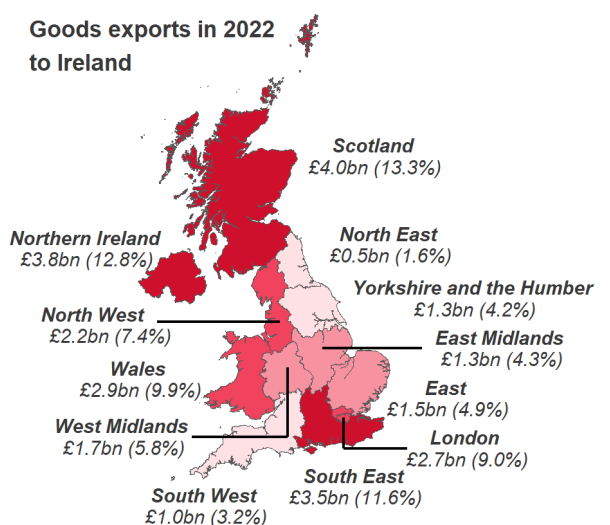 Goods exports in 2022
to Ireland
Scotland
£4.0bn (13.3%)
Northern Ireland
£3.8bn (12.8%)
North East
£0.5bn (1.6%)
Yorkshire and the Humber
£1.3bn (4.2%)
North West
£2.2bn (7.4%)
East Midlands
£1.3bn (4.3%)
Wales
£2.9bn (9.9%)
East
£1.5bn (4.9%)
West Midlands
£1.7bn (5.8%)
London
£2.7bn (9.0%)
South East
£3.5bn (11.6%)
South West
£1.0bn (3.2%)